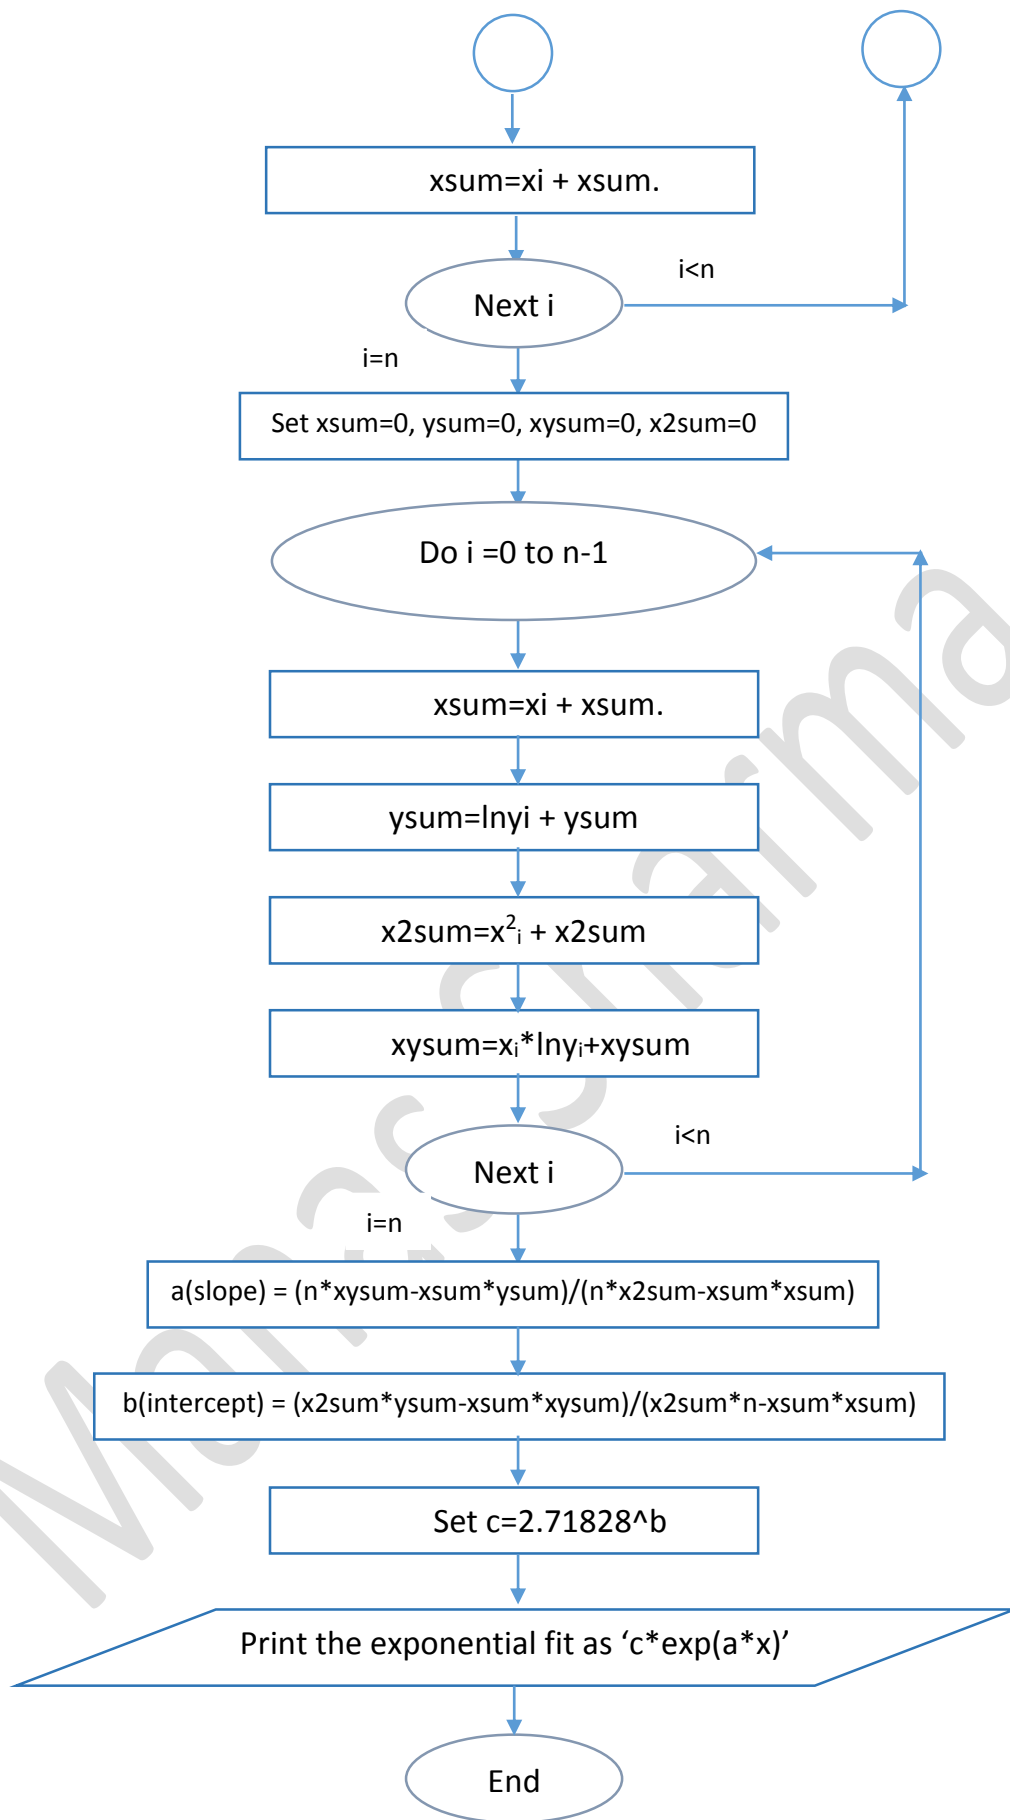 xsum=xi + xsum.
i<n
Next i
i=n
Set xsum=0, ysum=0, xysum=0, x2sum=0
Do i =0 to n-1
xsum=xi + xsum.
ysum=lnyi + ysum
x2sum=x²ᵢ + x2sum
xysum=xᵢ*lnyᵢ+xysum
i<n
Next i
i=n
a(slope) = (n*xysum-xsum*ysum)/(n*x2sum-xsum*xsum)
b(intercept) = (x2sum*ysum-xsum*xysum)/(x2sum*n-xsum*xsum)
Set c=2.71828^b
Print the exponential fit as ‘c*exp(a*x)’
End
Manas Sharma